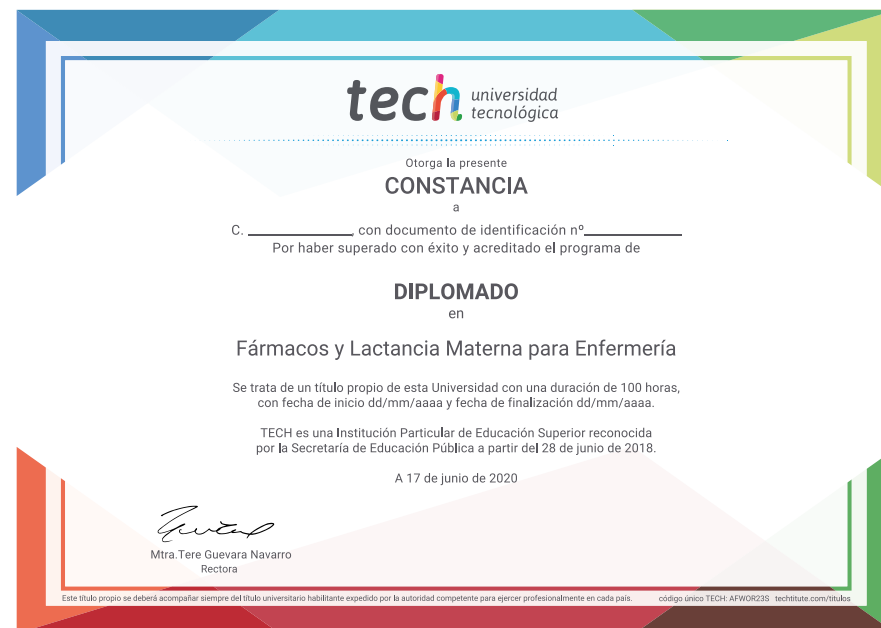 tech universidad
tecnológica
Otorga la presente
CONSTANCIA
a
C. ______________, con documento de identificación nº______________
Por haber superado con éxito y acreditado el programa de
DIPLOMADO
en
Fármacos y Lactancia Materna para Enfermería
Se trata de un título propio de esta Universidad con una duración de 100 horas,
con fecha de inicio dd/mm/aaaa y fecha de finalización dd/mm/aaaa.
TECH es una Institución Particular de Educación Superior reconocida
por la Secretaría de Educación Pública a partir del 28 de junio de 2018.
A 17 de junio de 2020
Mtra.Tere Guevara Navarro
Rectora
Este título propio se deberá acompañar siempre del título universitario habilitante expedido por la autoridad competente para ejercer profesionalmente en cada país. código único TECH: AFWOR23S techtitute.com/titulos